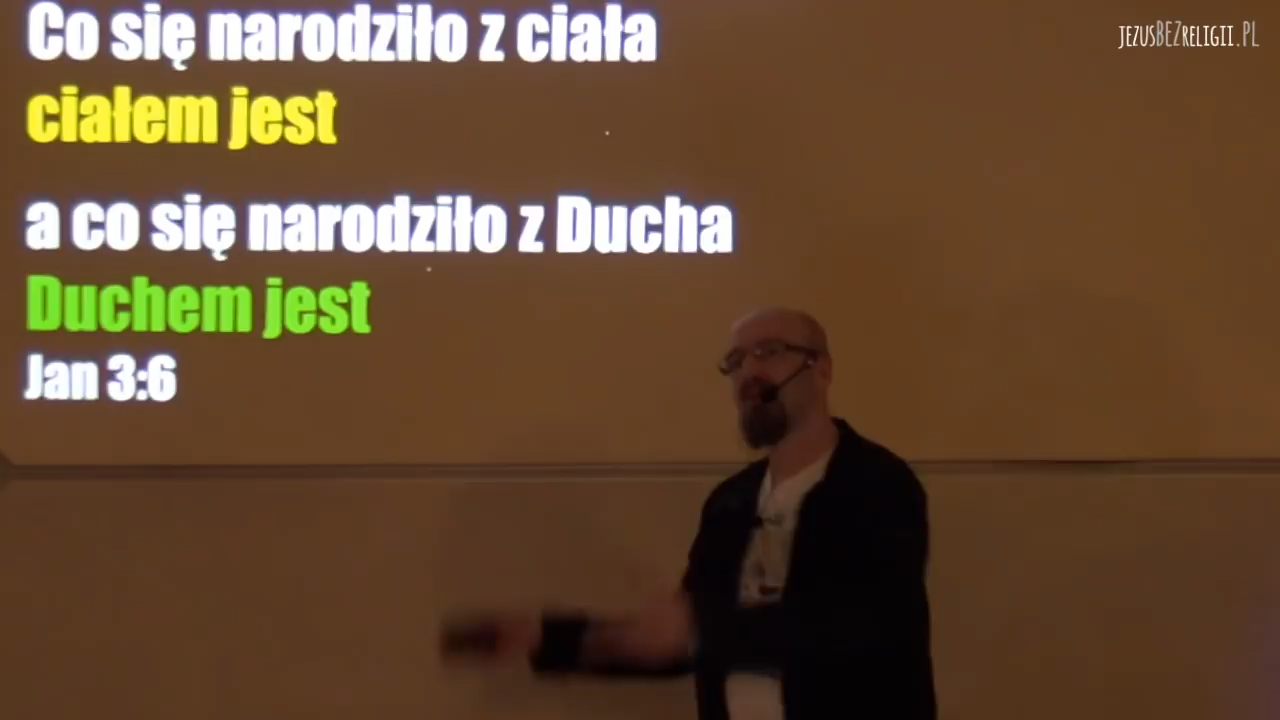 Co się narodziło z ciała
ciałem jest
a co się narodziło z Ducha
Duchem jest
Jan 3:6
JEZUSBEZRELIGII.PL